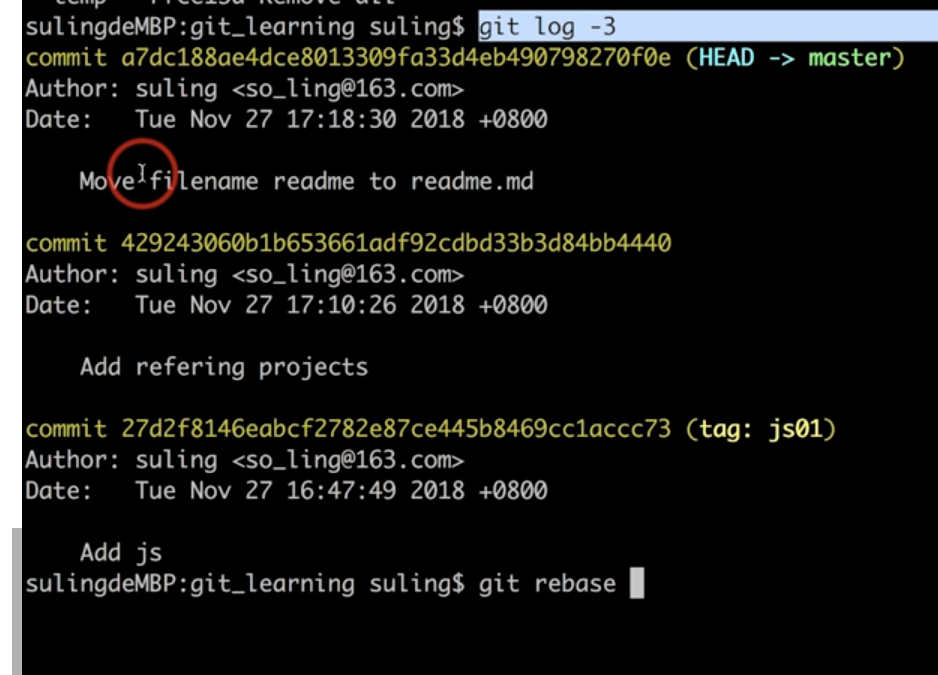 sulingdeMBP:git_learning suling$ git log -3
commit a7dc188ae4dce8013309fa33d4eb490798270f0e (HEAD -> master)
Author: suling <so_ling@163.com>
Date:   Tue Nov 27 17:18:30 2018 +0800
Move filename readme to readme.md
commit 429243060b1b653661adf92cdbd33b3d84bb4440
Author: suling <so_ling@163.com>
Date:   Tue Nov 27 17:10:26 2018 +0800
Add refering projects
commit 27d2f8146eabcf2782e87ce445b8469cc1accc73 (tag: js01)
Author: suling <so_ling@163.com>
Date:   Tue Nov 27 16:47:49 2018 +0800
Add js
sulingdeMBP:git_learning suling$ git rebase